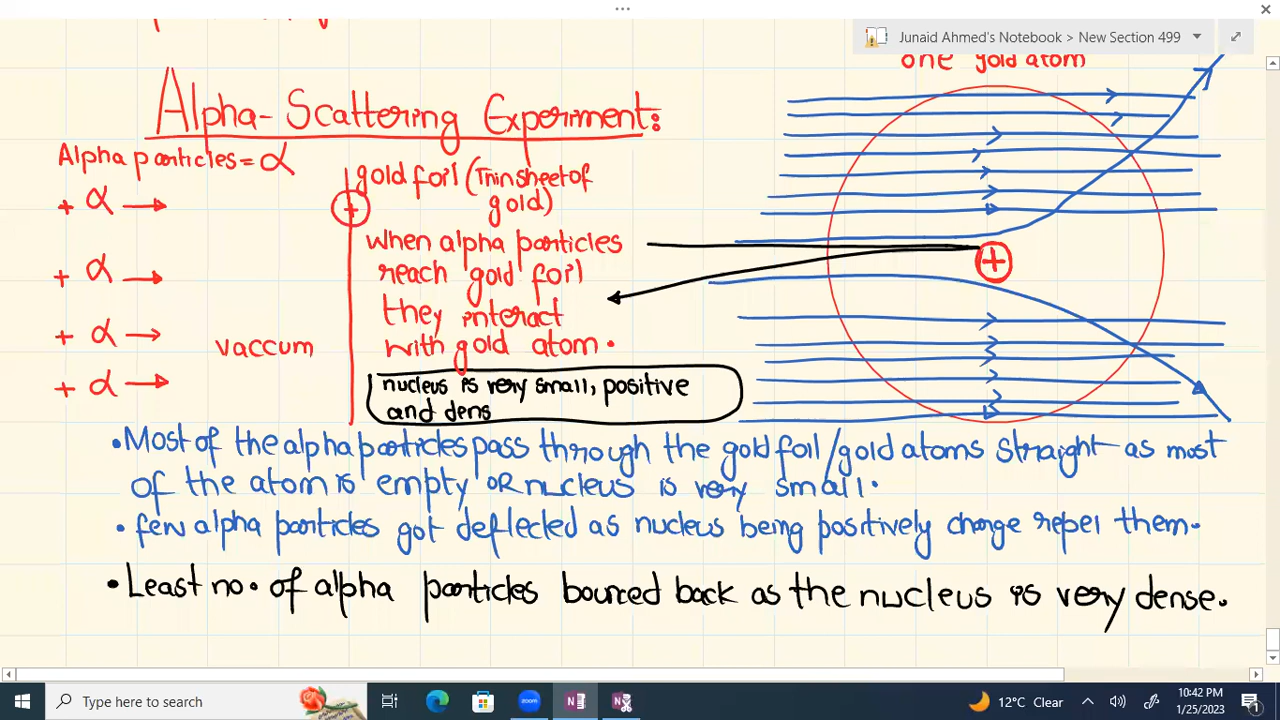 Junaid Ahmed's Notebook > New Section 499
one gold atom
Alpha-Scattering Experiment:
Alpha particles = α
gold foil (Thin sheet of
gold)
+ α →
+
when alpha particles
reach gold foil
+ α →
they interact
with gold atom.
+ α →
vaccum
+ α →
nucleus is very small, positive
and dens
+
• Most of the alpha particles pass through the gold foil/gold atoms straight as most
of the atom is empty OR nucleus is very small.
• few alpha particles got deflected as nucleus being positively charge repel them.
• Least no. of alpha particles bounced back as the nucleus is very dense.
Type here to search
zoom
12°C Clear
10:42 PM
1/25/2023
1